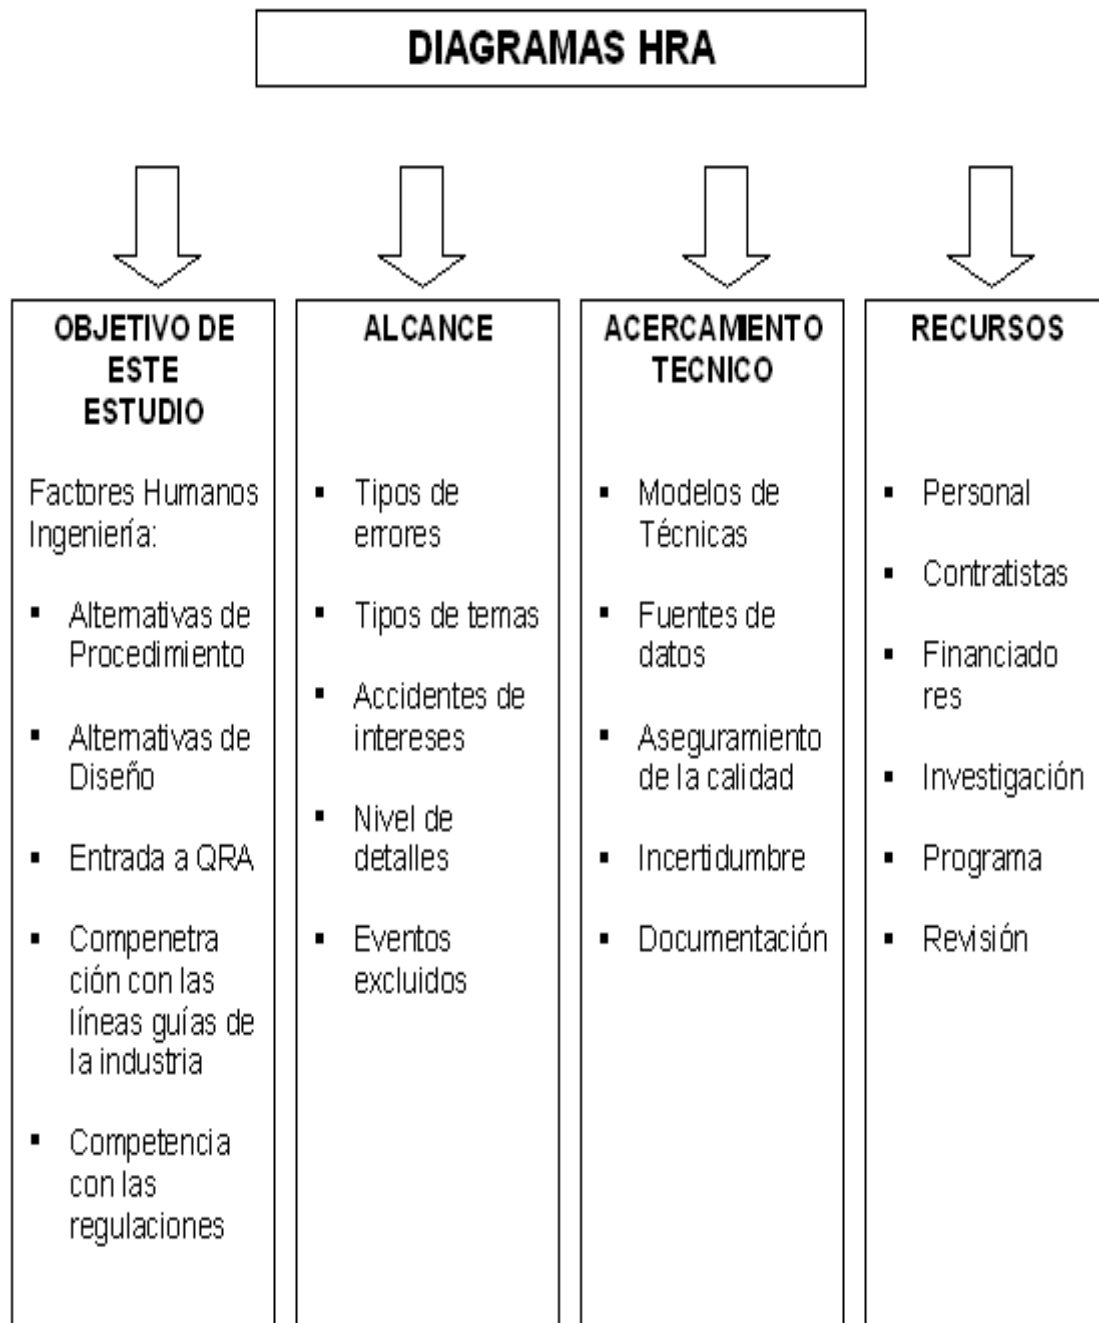 DIAGRAMAS HRA
OBJETIVO DE
ESTE
ESTUDIO
Factores Humanos
Ingeniería:
▪ Alternativas de
Procedimiento
▪ Alternativas de
Diseño
▪ Entrada a QRA
▪ Compenetra
ción con las
líneas guías de
la industria
▪ Competencia
con las
regulaciones
ALCANCE
▪ Tipos de
errores
▪ Tipos de temas
▪ Accidentes de
intereses
▪ Nivel de
detalles
▪ Eventos
excluidos
ACERCAMIENTO
TECNICO
▪ Modelos de
Técnicas
▪ Fuentes de
datos
▪ Aseguramiento
de la calidad
▪ Incertidumbre
▪ Documentación
RECURSOS
▪ Personal
▪ Contratistas
▪ Financiado
res
▪ Investigación
▪ Programa
▪ Revisión